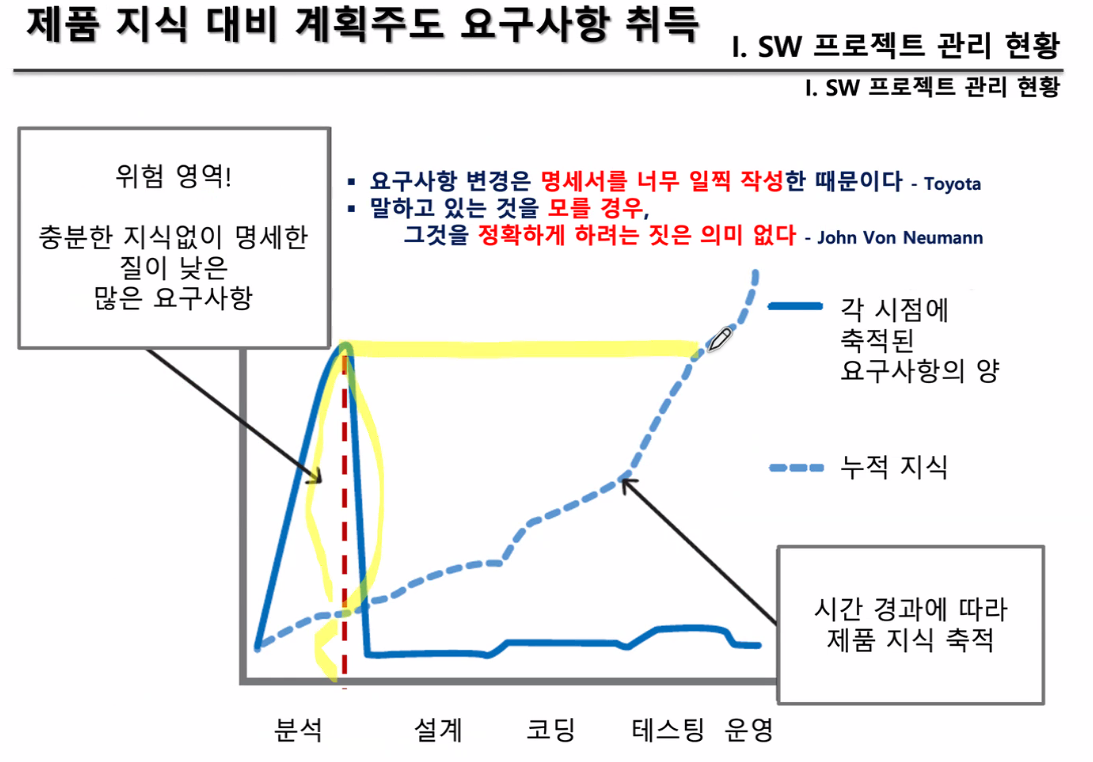 제품 지식 대비 계획주도 요구사항 취득
I. SW 프로젝트 관리 현황
I. SW 프로젝트 관리 현황
위험 영역!
충분한 지식없이 명세한
질이 낮은
많은 요구사항
▪ 요구사항 변경은 명세서를 너무 일찍 작성한 때문이다 - Toyota
▪ 말하고 있는 것을 모를 경우,
그것을 정확하게 하려는 짓은 의미 없다 - John Von Neumann
각 시점에
축적된
요구사항의 양
누적 지식
시간 경과에 따라
제품 지식 축적
분석 설계 코딩 테스팅 운영